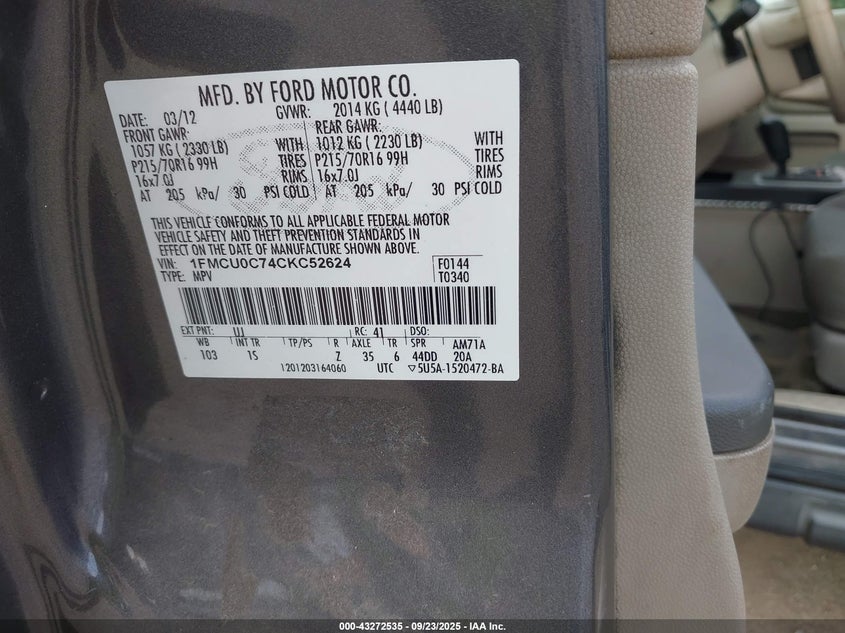 MFD. BY FORD MOTOR CO.
DATE: 03/12 GVWR: 2014 KG ( 4440 LB)
FRONT GAWR: REAR GAWR:
1057 KG ( 2330 LB) WITH 1012 KG ( 2230 LB) WITH
P215/70R16 99H TIRES P215/70R16 99H TIRES
16x7.0J RIMS 16x7.0J RIMS
AT 205 kPa/ 30 PSI COLD AT 205 kPa/ 30 PSI COLD
THIS VEHICLE CONFORMS TO ALL APPLICABLE FEDERAL MOTOR
VEHICLE SAFETY AND THEFT PREVENTION STANDARDS IN
EFFECT ON THE DATE OF MANUFACTURE SHOWN ABOVE.
VIN: 1FMCU0C74CKC52624 F0144
TYPE: MPV T0340
EXT PNT: UJ RC: 41 DSO:
WB INT TR TP/PS R AXLE TR SPR AM71A
103 1S Z 35 6 44DD 20A
1201203164060 UTC ▽5U5A-1520472-BA
000-43272535 - 09/23/2025 - IAA Inc.